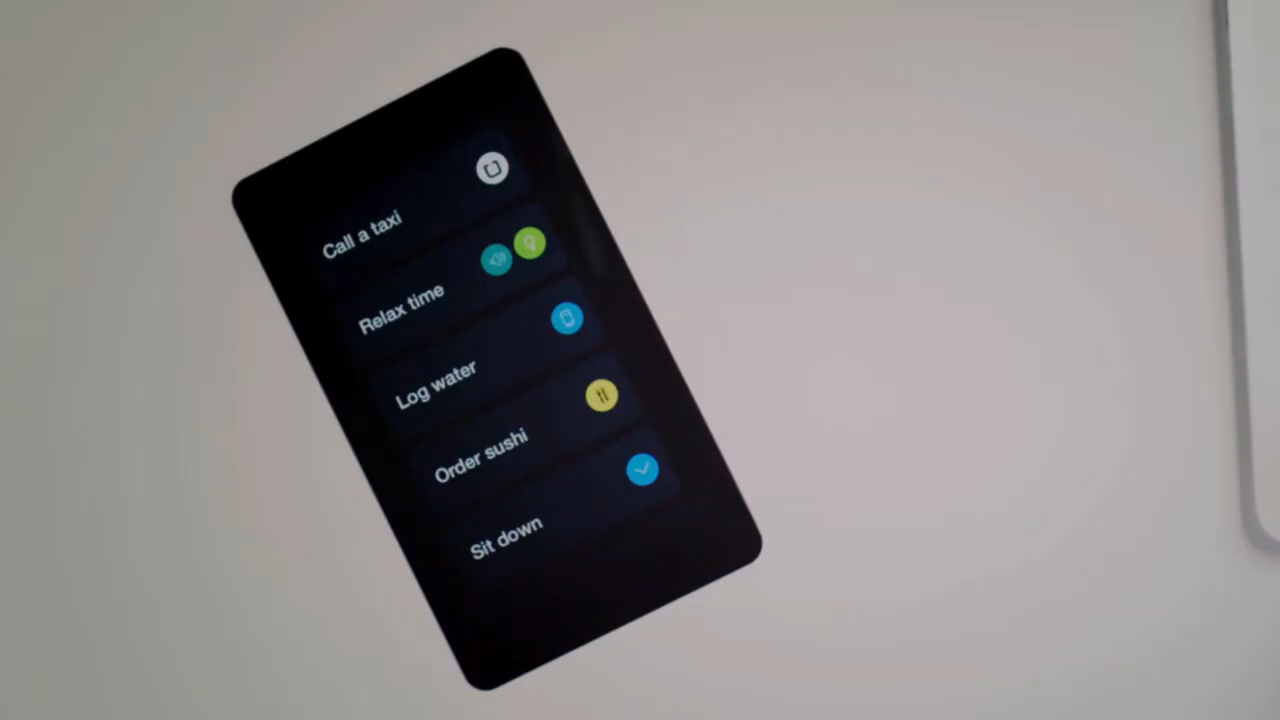 Call a taxi
Relax time
Log water
Order sushi
Sit down